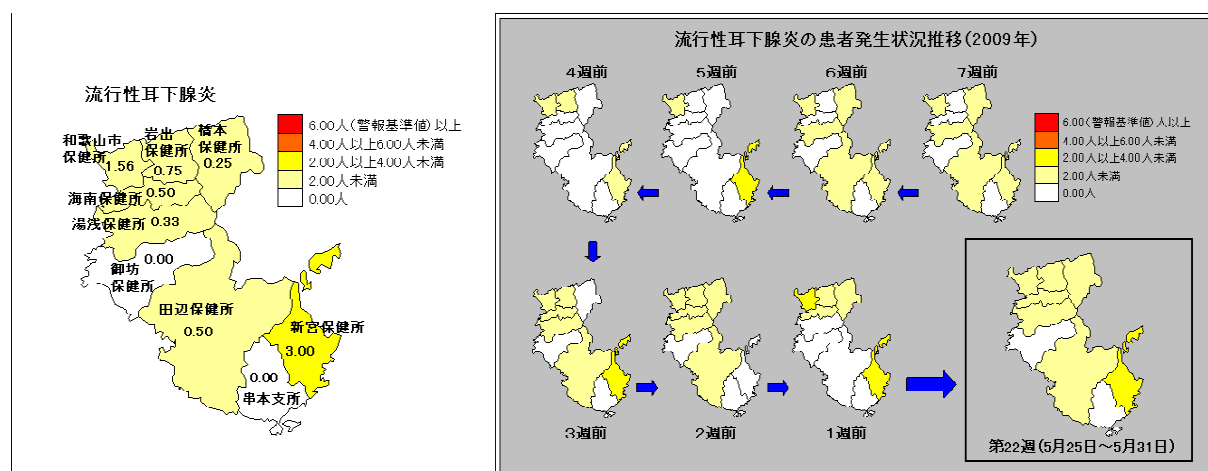 流行性耳下腺炎
6.00人(警報基準値)以上
4.00人以上6.00人未満
2.00人以上4.00人未満
2.00人未満
0.00人
和歌山市
保健所
1.56
岩出
保健所
0.75
橋本
保健所
0.25
海南保健所
0.50
湯浅保健所
0.33
御坊
保健所
0.00
田辺保健所
0.50
新宮保健所
3.00
0.00
串本支所
流行性耳下腺炎の患者発生状況推移(2009年)
4週前
5週前
6週前
7週前
6.00(警報基準値)人以上
4.00人以上6.00人未満
2.00人以上4.00人未満
2.00人未満
0.00人
3週前
2週前
1週前
第22週(5月25日~5月31日)